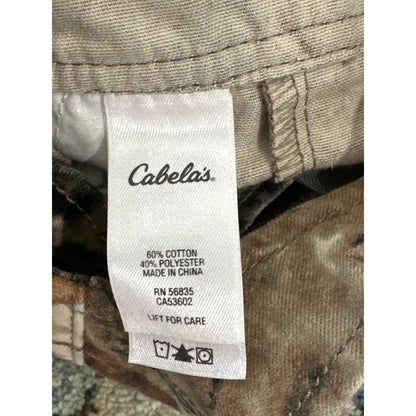 Cabela's
60% COTTON
40% POLYESTER
MADE IN CHINA
RN 56835
CA53602
LIFT FOR CARE